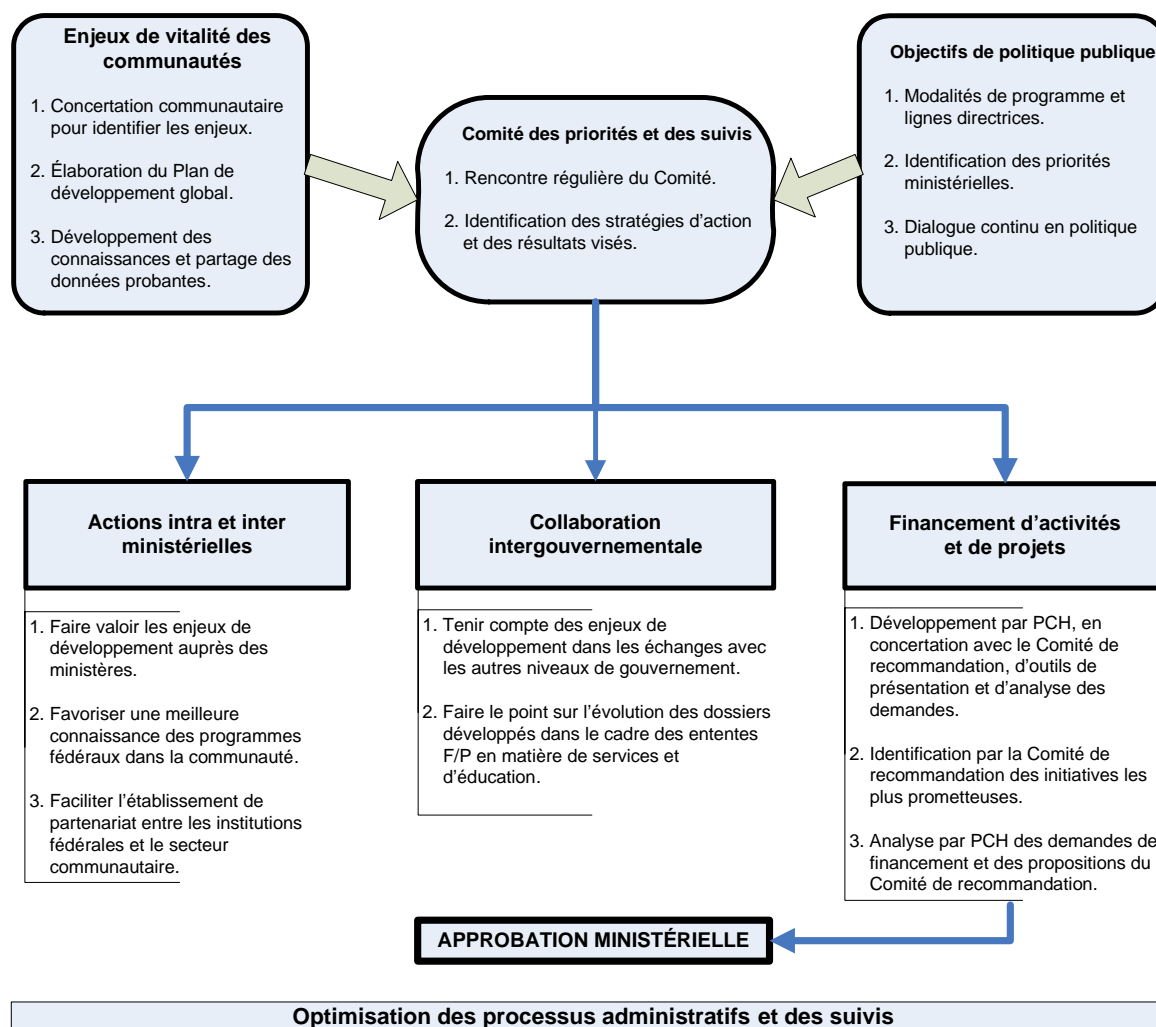 Enjeux de vitalité des
communautés
1. Concertation communautaire
pour identifier les enjeux.
2. Élaboration du Plan de
développement global.
3. Développement des
connaissances et partage des
données probantes.
Comité des priorités et des suivis
1. Rencontre régulière du Comité.
2. Identification des stratégies d’action
et des résultats visés.
Objectifs de politique publique
1. Modalités de programme et
lignes directrices.
2. Identification des priorités
ministérielles.
3. Dialogue continu en politique
publique.
Actions intra et inter
ministérielles
1. Faire valoir les enjeux de
développement auprès des
ministères.
2. Favoriser une meilleure
connaissance des programmes
fédéraux dans la communauté.
3. Faciliter l’établissement de
partenariat entre les institutions
fédérales et le secteur
communautaire.
Collaboration
intergouvernementale
1. Tenir compte des enjeux de
développement dans les échanges avec
les autres niveaux de gouvernement.
2. Faire le point sur l’évolution des dossiers
développés dans le cadre des ententes
F/P en matière de services et
d’éducation.
Financement d’activités
et de projets
1. Développement par PCH, en
concertation avec le Comité de
recommandation, d’outils de
présentation et d’analyse des
demandes.
2. Identification par la Comité de
recommandation des initiatives les
plus prometteuses.
3. Analyse par PCH des demandes de
financement et des propositions du
Comité de recommandation.
APPROBATION MINISTÉRIELLE
Optimisation des processus administratifs et des suivis